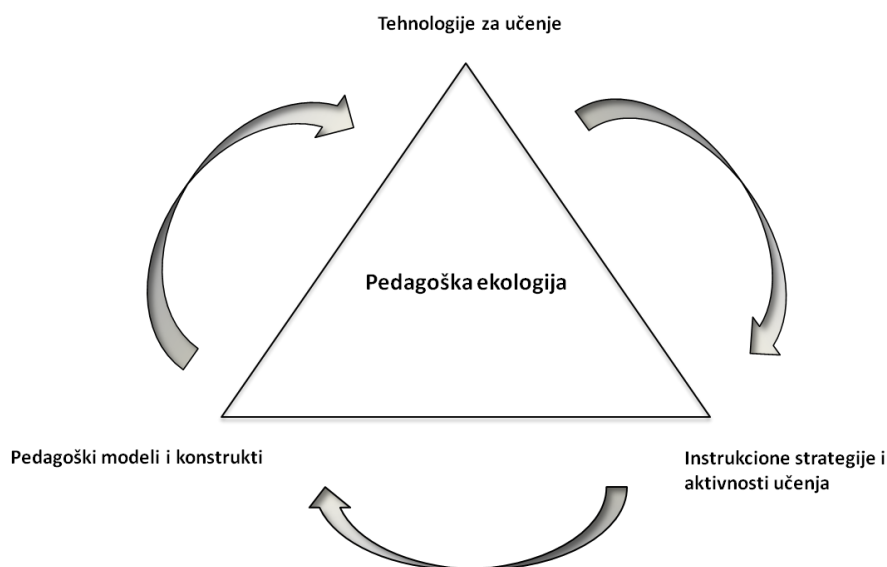 Tehnologije za učenje
Pedagoška ekologija
Pedagoški modeli i konstrukti
Instrukcione strategije i
aktivnosti učenja